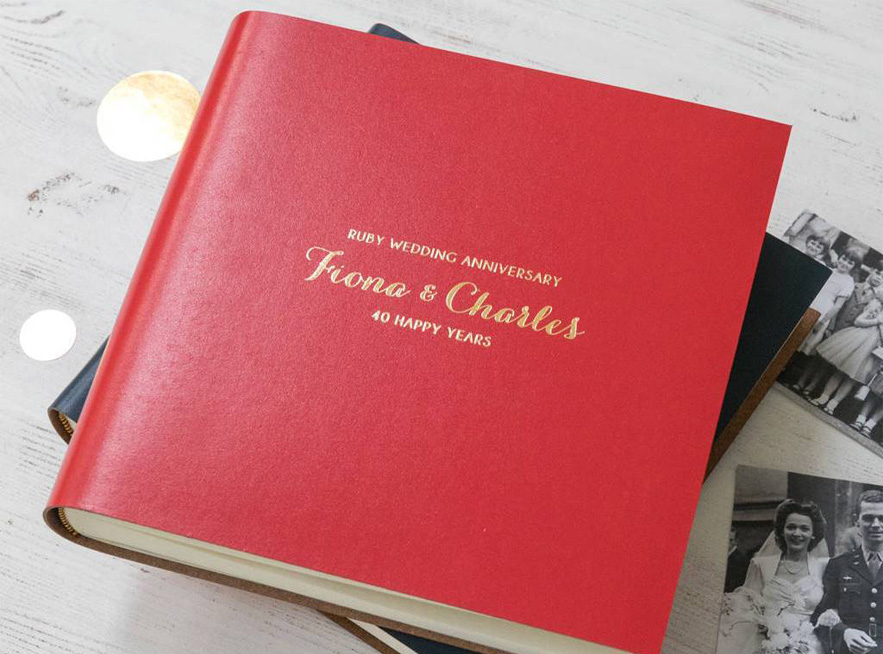 RUBY WEDDING ANNIVERSARY
Fiona & Charles
40 HAPPY YEARS